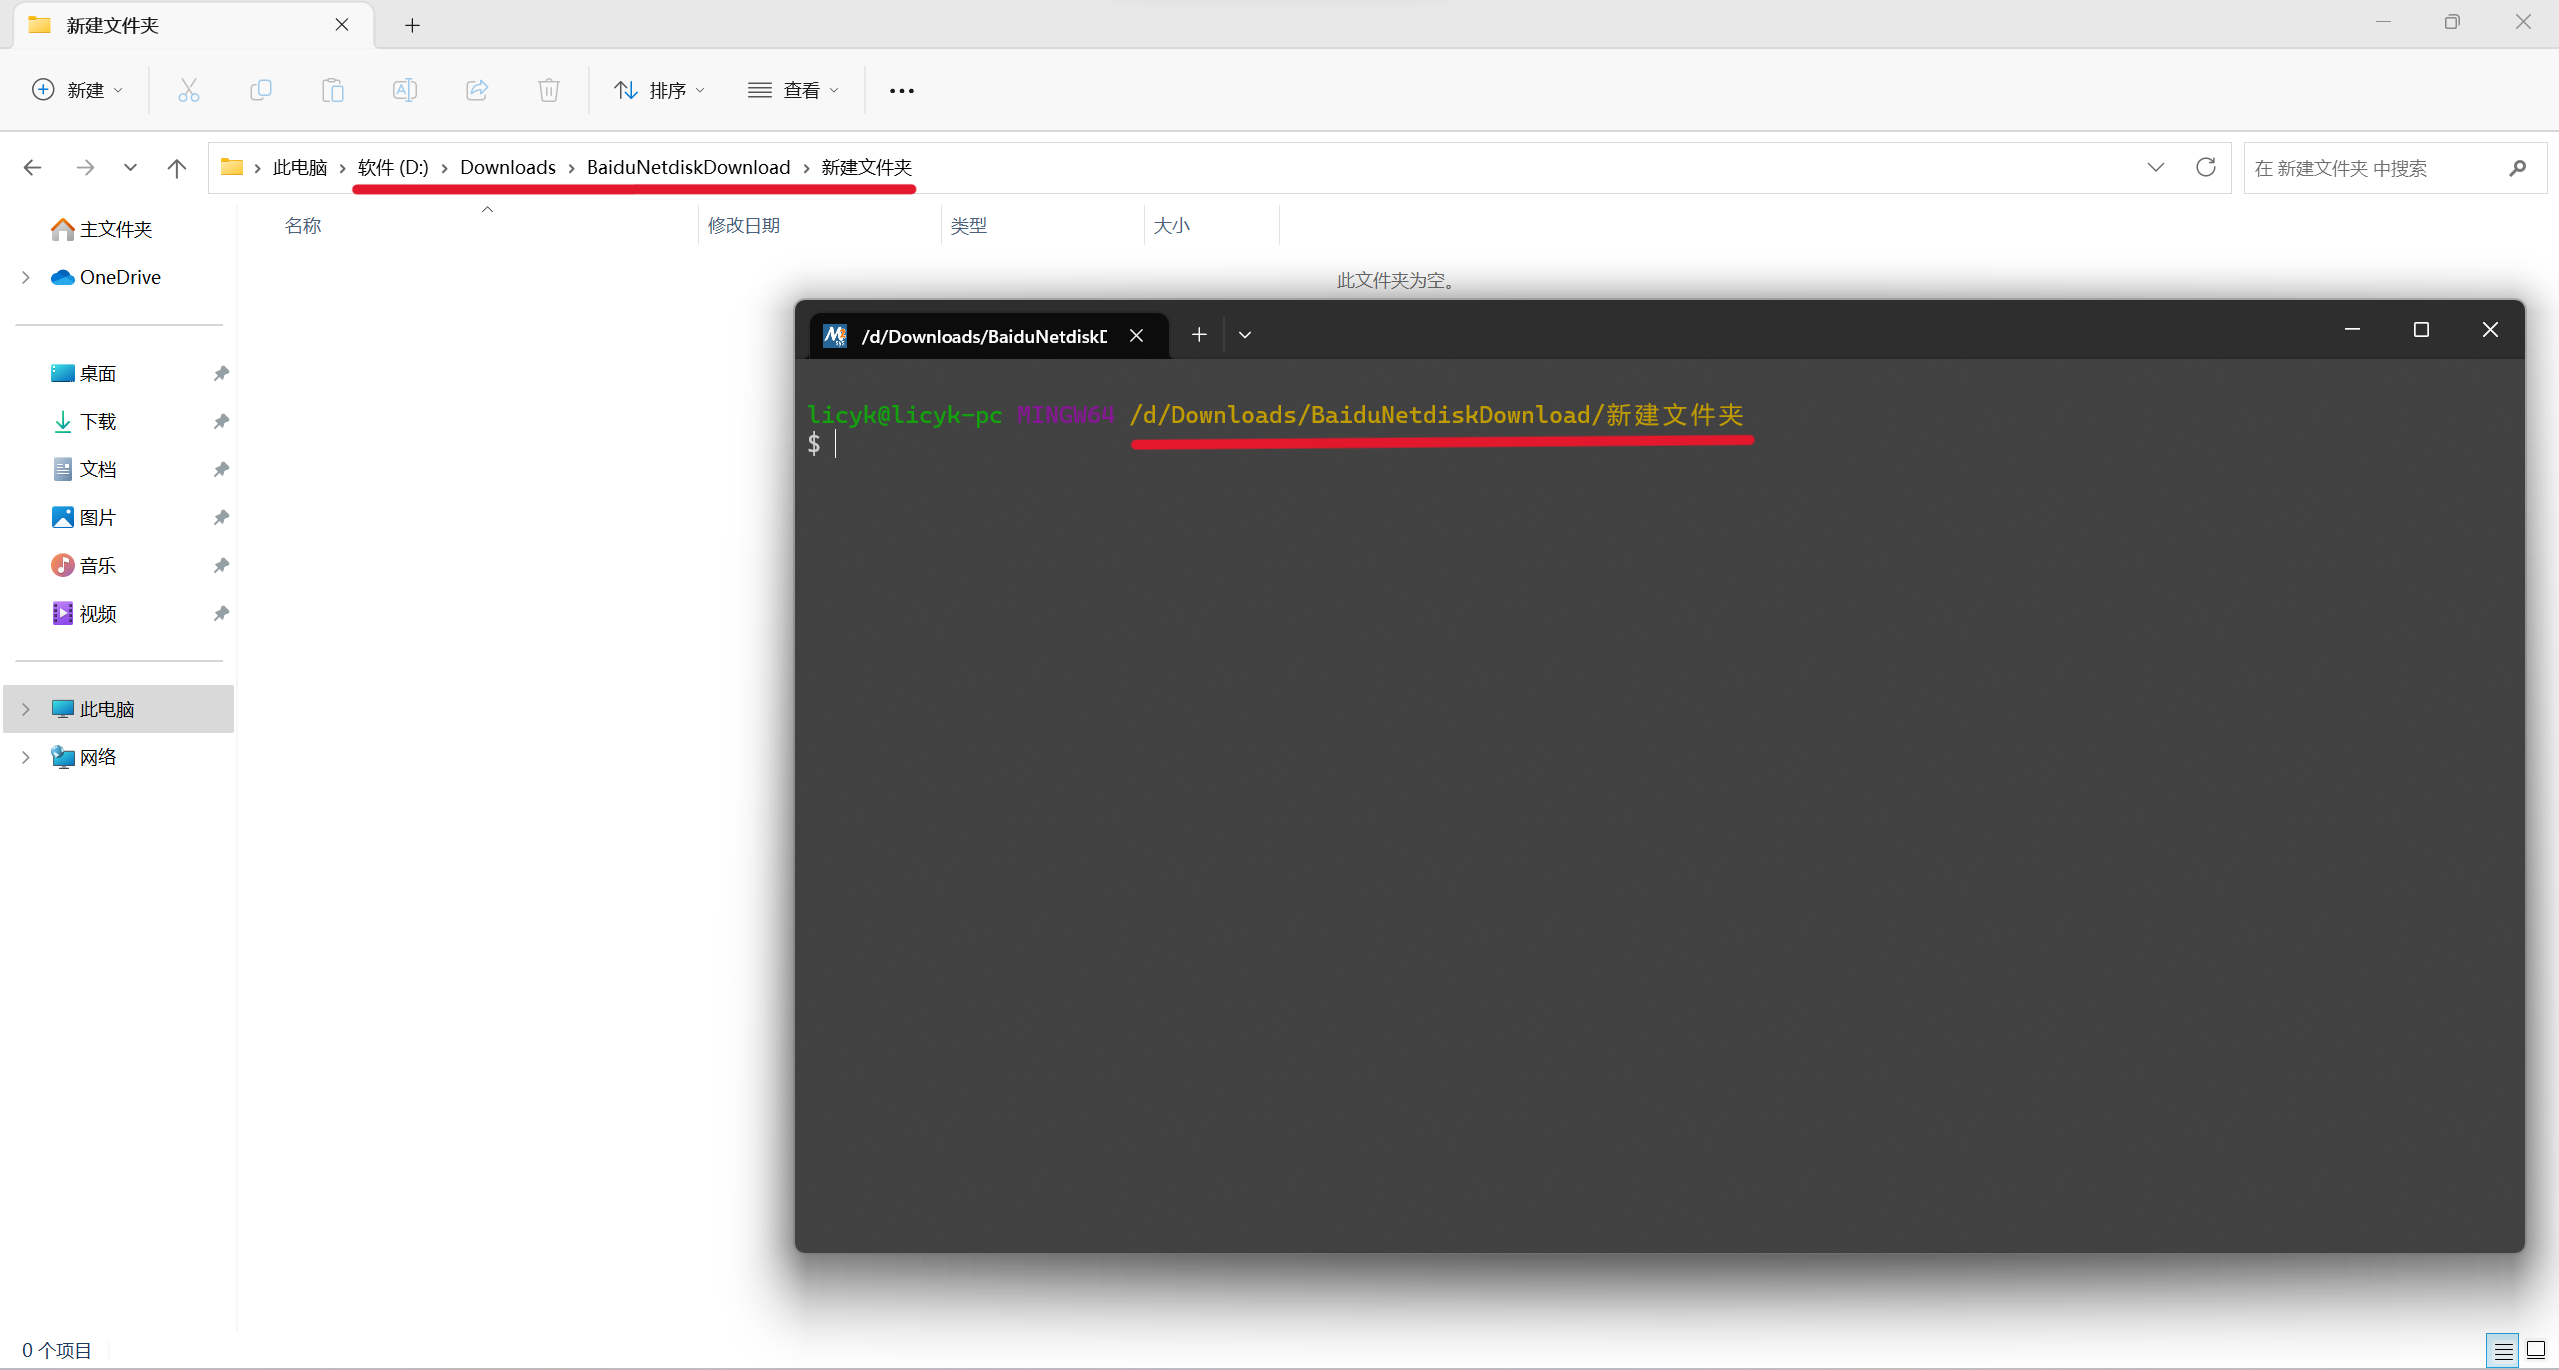 新建文件夹
新建
排序
查看
此电脑 › 软件 (D:) › Downloads › BaiduNetdiskDownload › 新建文件夹
在 新建文件夹 中搜索
名称 修改日期 类型 大小
此文件夹为空。
主文件夹
OneDrive
桌面
下载
文档
图片
音乐
视频
此电脑
网络
/d/Downloads/BaiduNetdiskD
licyk@licyk-pc MINGW64 /d/Downloads/BaiduNetdiskDownload/新建文件夹
$
0 个项目